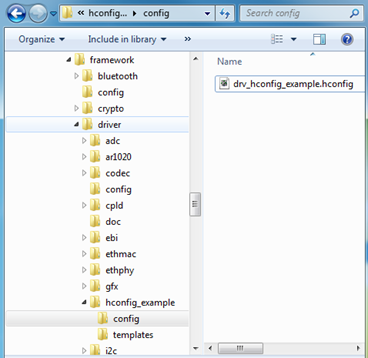 « hconfig... ▸ config
Search config
Organize
Include in library
»
Name
drv_hconfig_example.hconfig
framework
bluetooth
config
crypto
driver
adc
ar1020
codec
config
cpld
doc
ebi
ethmac
ethphy
gfx
hconfig_example
config
templates
i2c